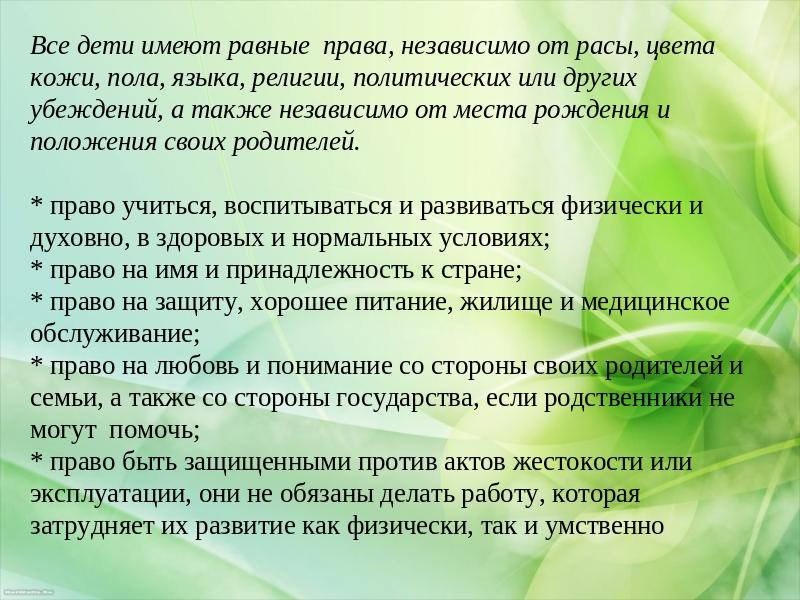 Все дети имеют равные  права, независимо от расы, цвета
кожи, пола, языка, религии, политических или других
убеждений, а также независимо от места рождения и
положения своих родителей.
* право учиться, воспитываться и развиваться физически и
духовно, в здоровых и нормальных условиях;
* право на имя и принадлежность к стране;
* право на защиту, хорошее питание, жилище и медицинское
обслуживание;
* право на любовь и понимание со стороны своих родителей и
семьи, а также со стороны государства, если родственники не
могут  помочь;
* право быть защищенными против актов жестокости или
эксплуатации, они не обязаны делать работу, которая
затрудняет их развитие как физически, так и умственно